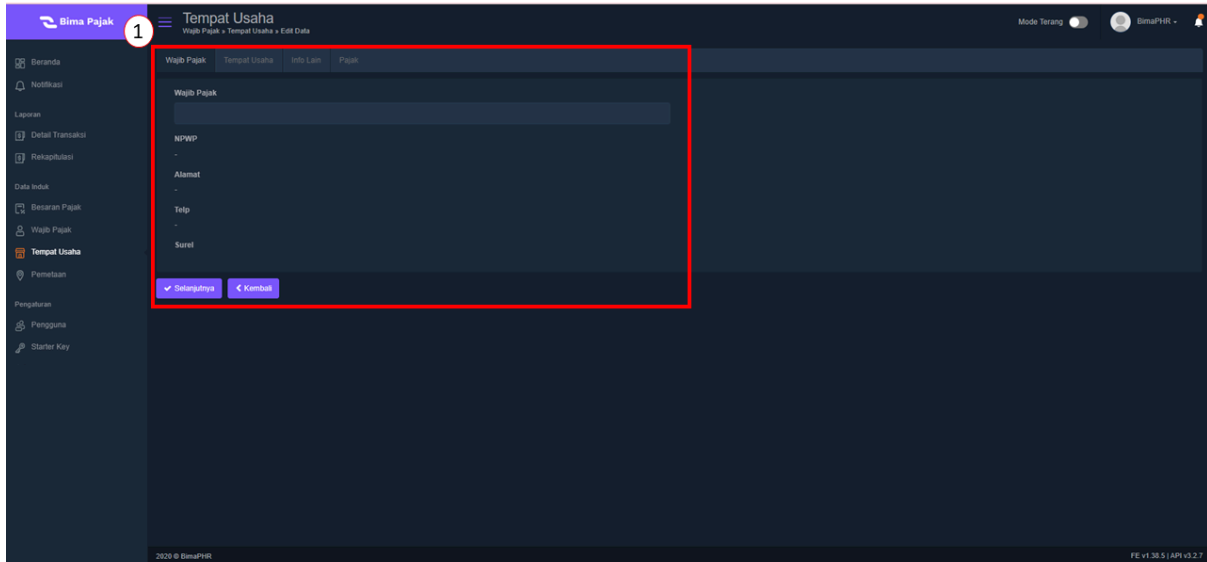 Bima Pajak
1
Tempat Usaha
Wajib Pajak » Tempat Usaha » Edit Data
Mode Terang
BimaPHR
Beranda
Notifikasi
Laporan
Detail Transaksi
Rekapitulasi
Data Induk
Besaran Pajak
Wajib Pajak
Tempat Usaha
Pemetaan
Pengaturan
Pengguna
Starter Key
Wajib Pajak Tempat Usaha Info Lain Pajak
Wajib Pajak
NPWP
-
Alamat
-
Telp
-
Surel
Selanjutnya Kembali
2020 © BimaPHR
FE v1.38.5 | API v3.2.7